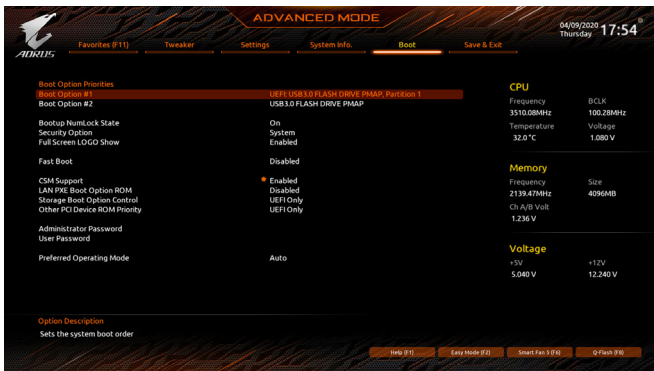 ADVANCED MODE
04/09/2020
Thursday 17:54
AORUS
Favorites (F11) Tweaker Settings System Info. Boot Save & Exit
Boot Option Priorities
Boot Option #1 UEFI: USB3.0 FLASH DRIVE PMAP, Partition 1
Boot Option #2 USB3.0 FLASH DRIVE PMAP
Bootup NumLock State On
Security Option System
Full Screen LOGO Show Enabled
Fast Boot Disabled
CSM Support Enabled
LAN PXE Boot Option ROM Disabled
Storage Boot Option Control UEFI Only
Other PCI Device ROM Priority UEFI Only
Administrator Password
User Password
Preferred Operating Mode Auto
CPU
Frequency BCLK
3510.08MHz 100.28MHz
Temperature Voltage
32.0 °C 1.080 V
Memory
Frequency Size
2139.47MHz 4096MB
Ch A/B Volt
1.236 V
Voltage
+5V +12V
5.040 V 12.240 V
Option Description
Sets the system boot order
Help (F1) Easy Mode (F2) Smart Fan 5 (F6) Q-Flash (F8)